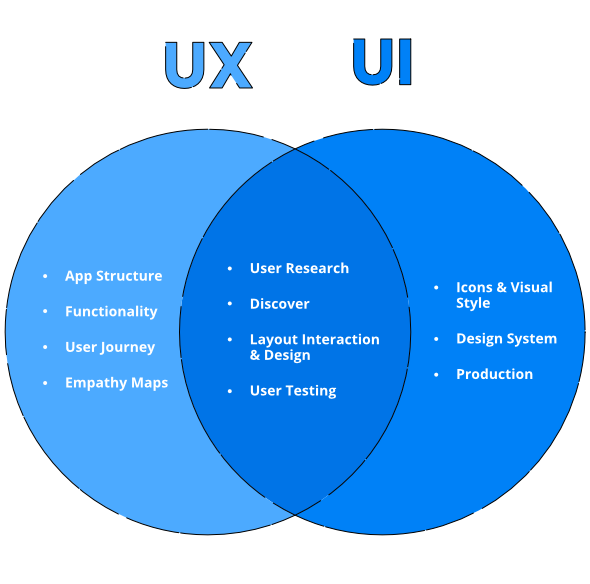 UX
UI
• App Structure
• Functionality
• User Journey
• Empathy Maps
• User Research
• Discover
• Layout Interaction
& Design
• User Testing
• Icons & Visual
Style
• Design System
• Production